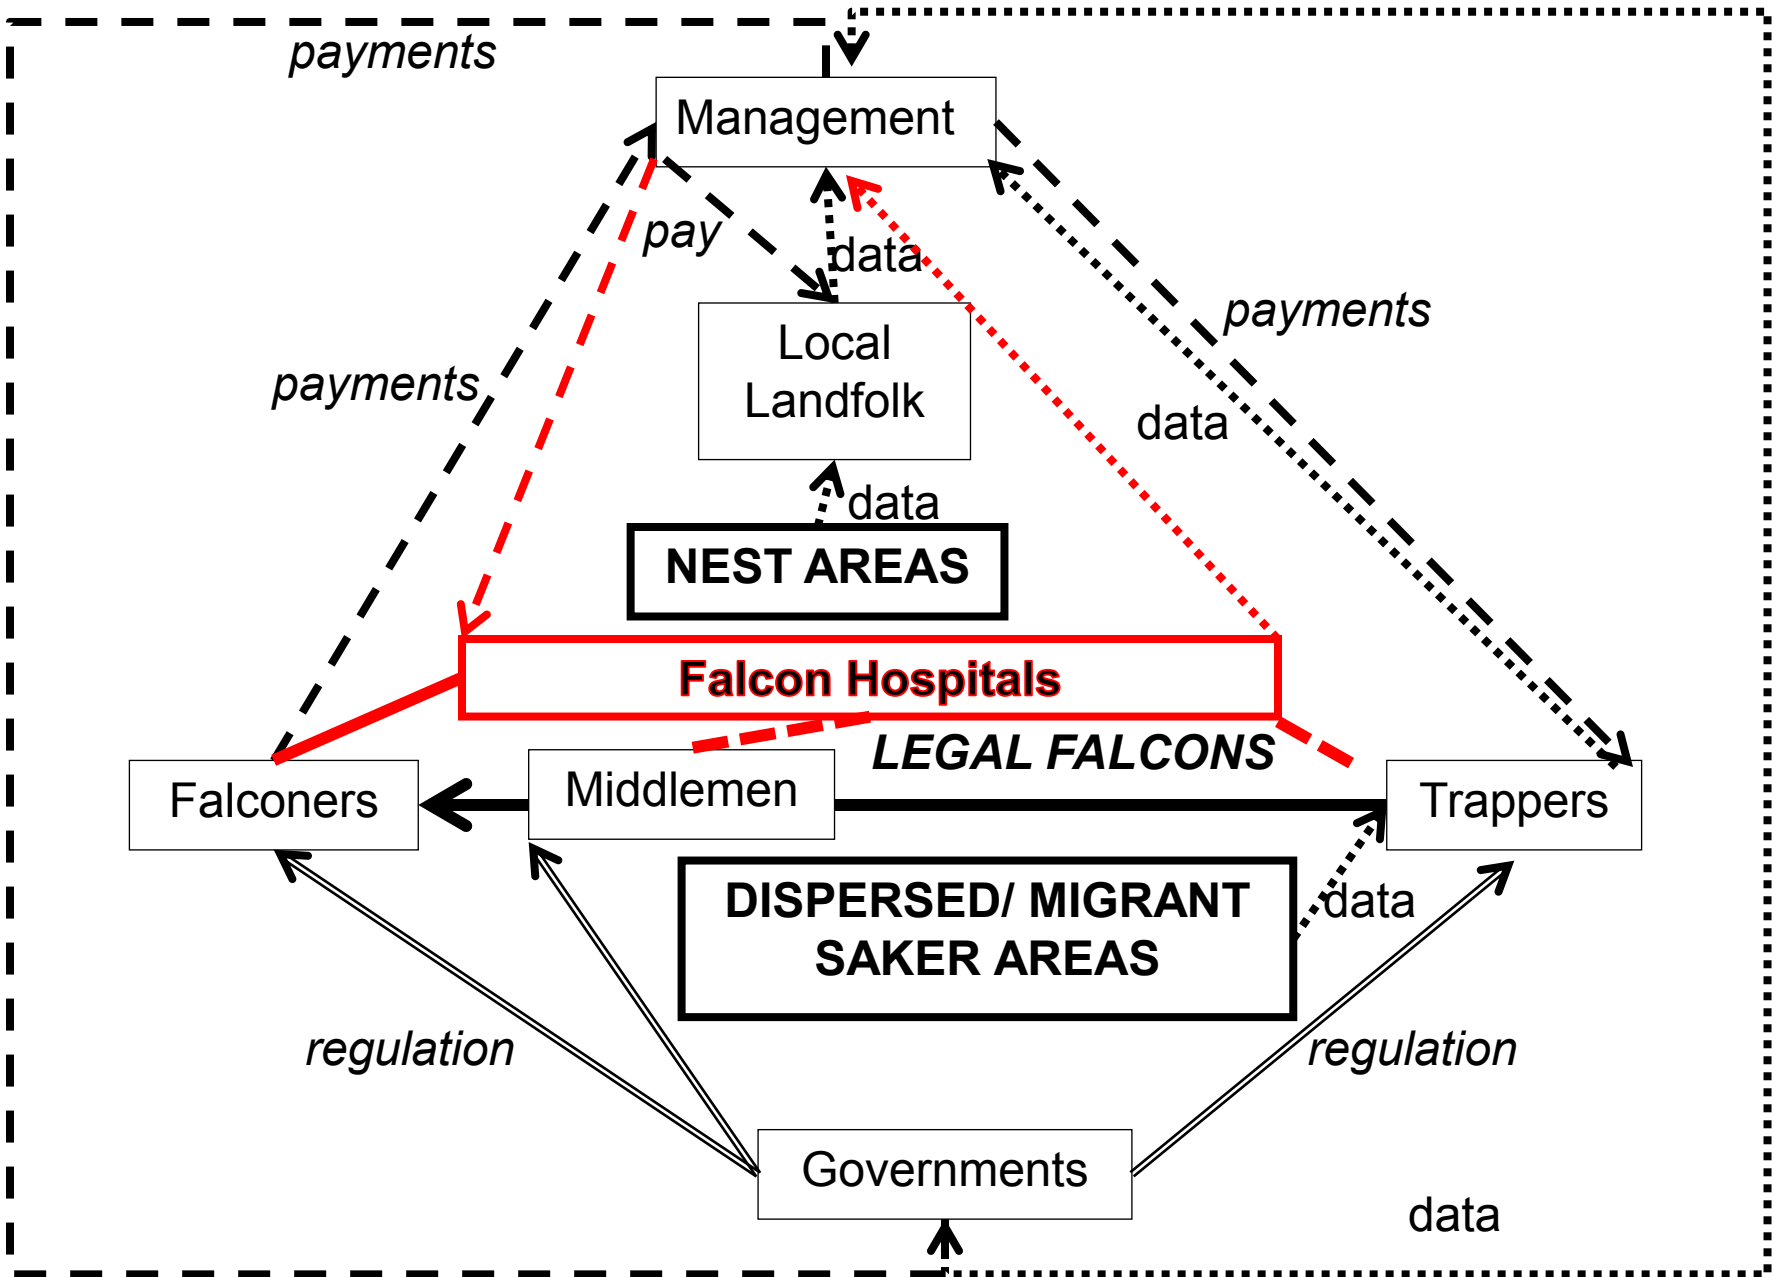 payments
Management
pay
data
payments
Local
Landfolk
payments
data
data
NEST AREAS
Falcon Hospitals
LEGAL FALCONS
Falconers
Middlemen
Trappers
DISPERSED/ MIGRANT
SAKER AREAS
data
regulation
regulation
Governments
data